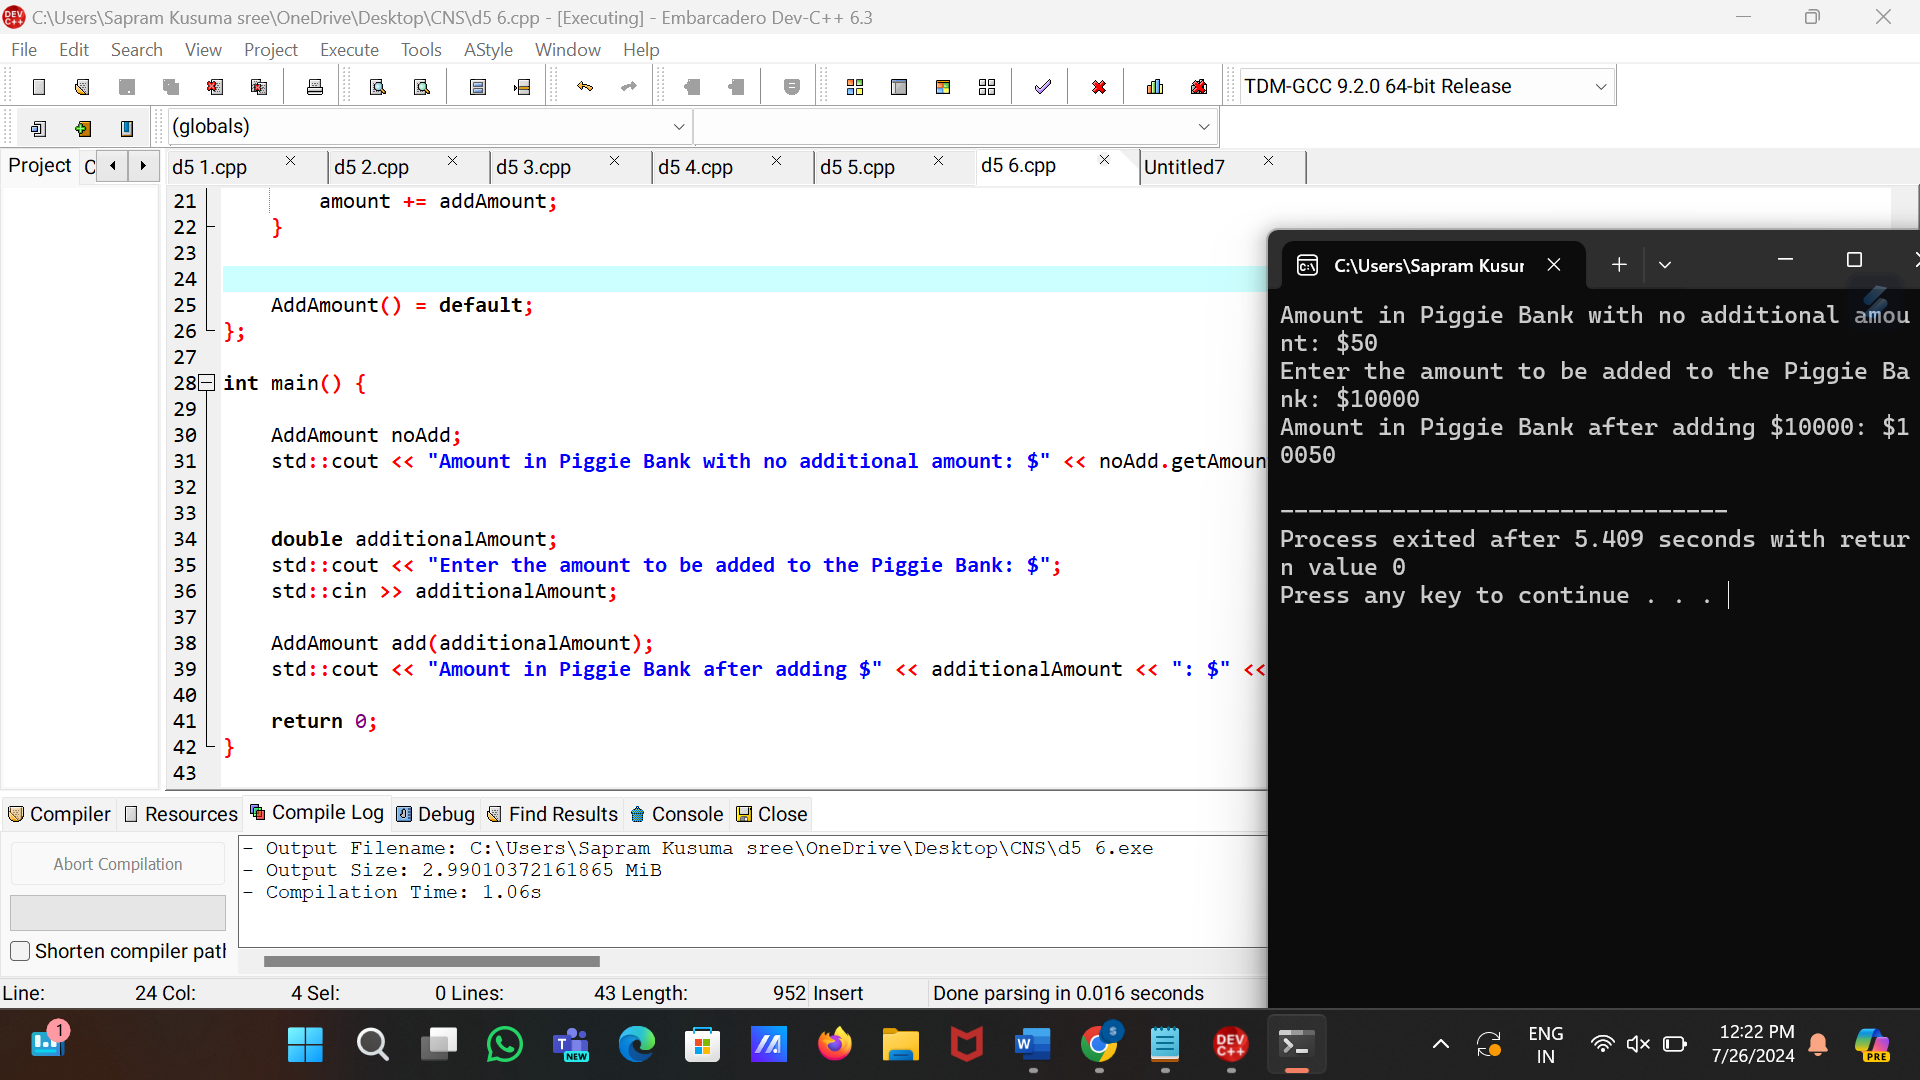 C:\Users\Sapram Kusuma sree\OneDrive\Desktop\CNS\d5 6.cpp - [Executing] - Embarcadero Dev-C++ 6.3
File Edit Search View Project Execute Tools AStyle Window Help
TDM-GCC 9.2.0 64-bit Release
(globals)
Project C d5 1.cpp d5 2.cpp d5 3.cpp d5 4.cpp d5 5.cpp d5 6.cpp Untitled7
21 amount += addAmount;
22 }
23
24
25 AddAmount() = default;
26 };
27
28 int main() {
29
30 AddAmount noAdd;
31 std::cout << "Amount in Piggie Bank with no additional amount: $" << noAdd.getAmoun
32
33
34 double additionalAmount;
35 std::cout << "Enter the amount to be added to the Piggie Bank: $";
36 std::cin >> additionalAmount;
37
38 AddAmount add(additionalAmount);
39 std::cout << "Amount in Piggie Bank after adding $" << additionalAmount << ": $" <<
40
41 return 0;
42 }
43
C:\Users\Sapram Kusur
Amount in Piggie Bank with no additional amou
nt: $50
Enter the amount to be added to the Piggie Ba
nk: $10000
Amount in Piggie Bank after adding $10000: $1
0050
--------------------------------
Process exited after 5.409 seconds with retur
n value 0
Press any key to continue . . .
Compiler Resources Compile Log Debug Find Results Console Close
Abort Compilation
Shorten compiler path
- Output Filename: C:\Users\Sapram Kusuma sree\OneDrive\Desktop\CNS\d5 6.exe
- Output Size: 2.99010372161865 MiB
- Compilation Time: 1.06s
Line: 24 Col: 4 Sel: 0 Lines: 43 Length: 952 Insert Done parsing in 0.016 seconds
1
NEW
DEV C++
ENG
IN
12:22 PM
7/26/2024
PRE